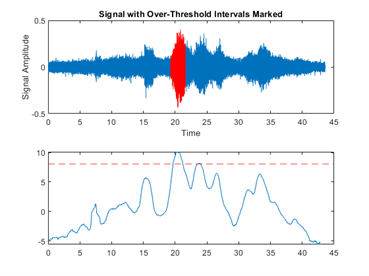 Signal with Over-Threshold Intervals Marked
0.5
0
-0.5
Signal Amplitude
0 5 10 15 20 25 30 35 40 45
Time
10
5
0
-5
0 5 10 15 20 25 30 35 40 45